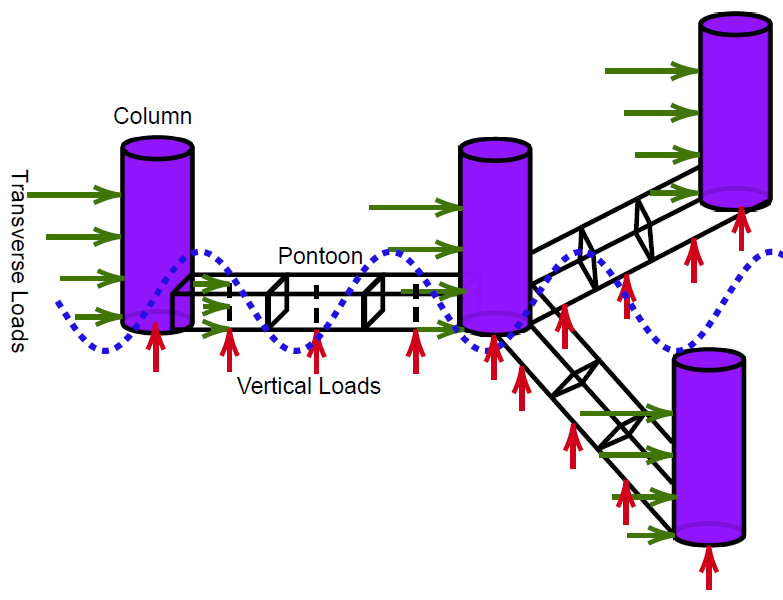 Column
Transverse Loads
Pontoon
Vertical Loads